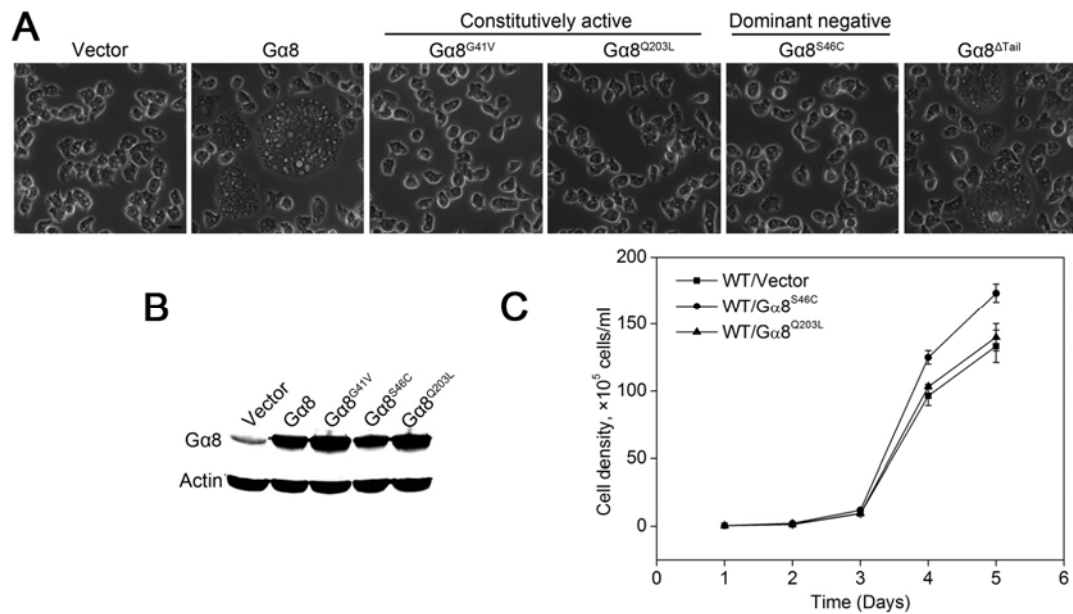 A
Constitutively active
Dominant negative
Vector
Gα8
Gα8G41V
Gα8Q203L
Gα8S46C
Gα8ΔTail
B
Vector
Gα8
Gα8G41V
Gα8S46C
Gα8Q203L
Gα8
Actin
C
WT/Vector
WT/Gα8S46C
WT/Gα8Q203L
Cell density, ×10⁵ cells/ml
200
150
100
50
0
0 1 2 3 4 5 6
Time (Days)